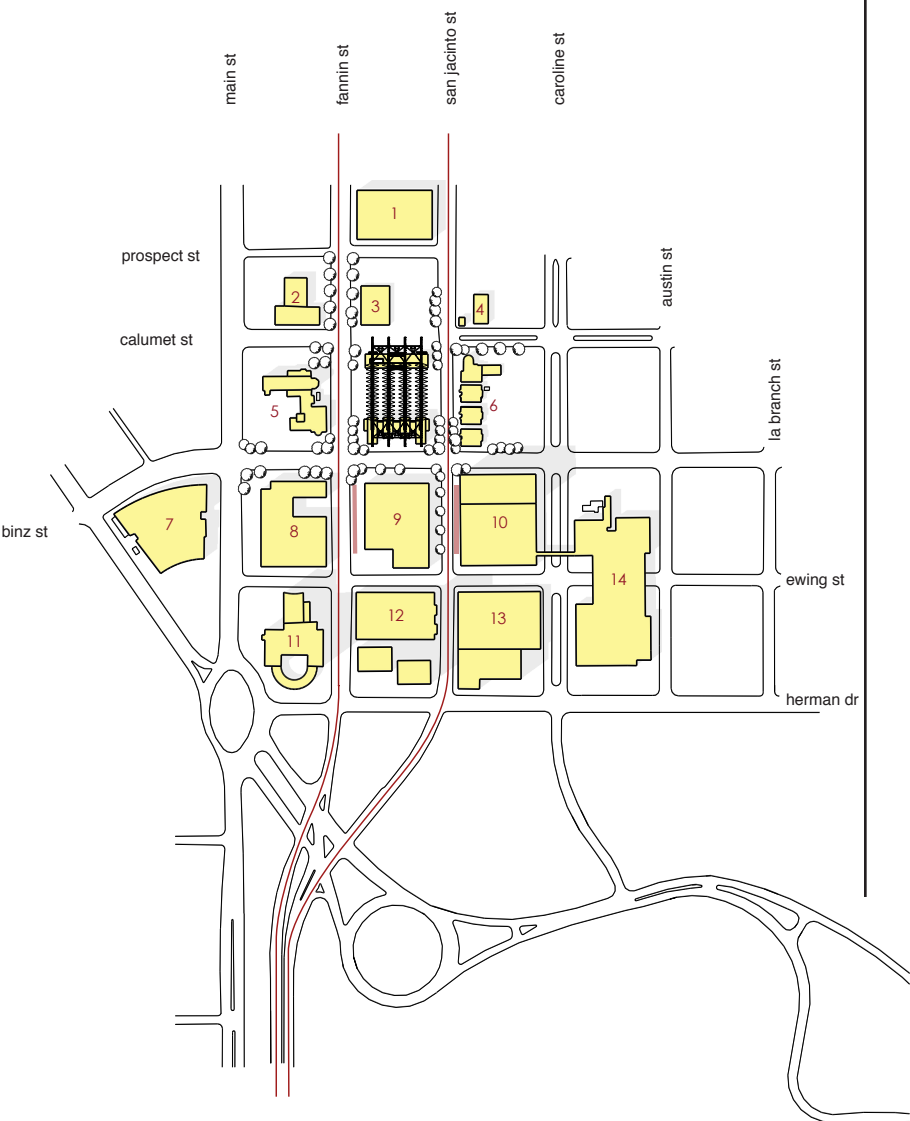 main st
fannin st
san jacinto st
caroline st
1
prospect st
austin st
2
3
4
calumet st
la branch st
5
6
7
8
9
10
binz st
14
ewing st
11
12
13
herman dr